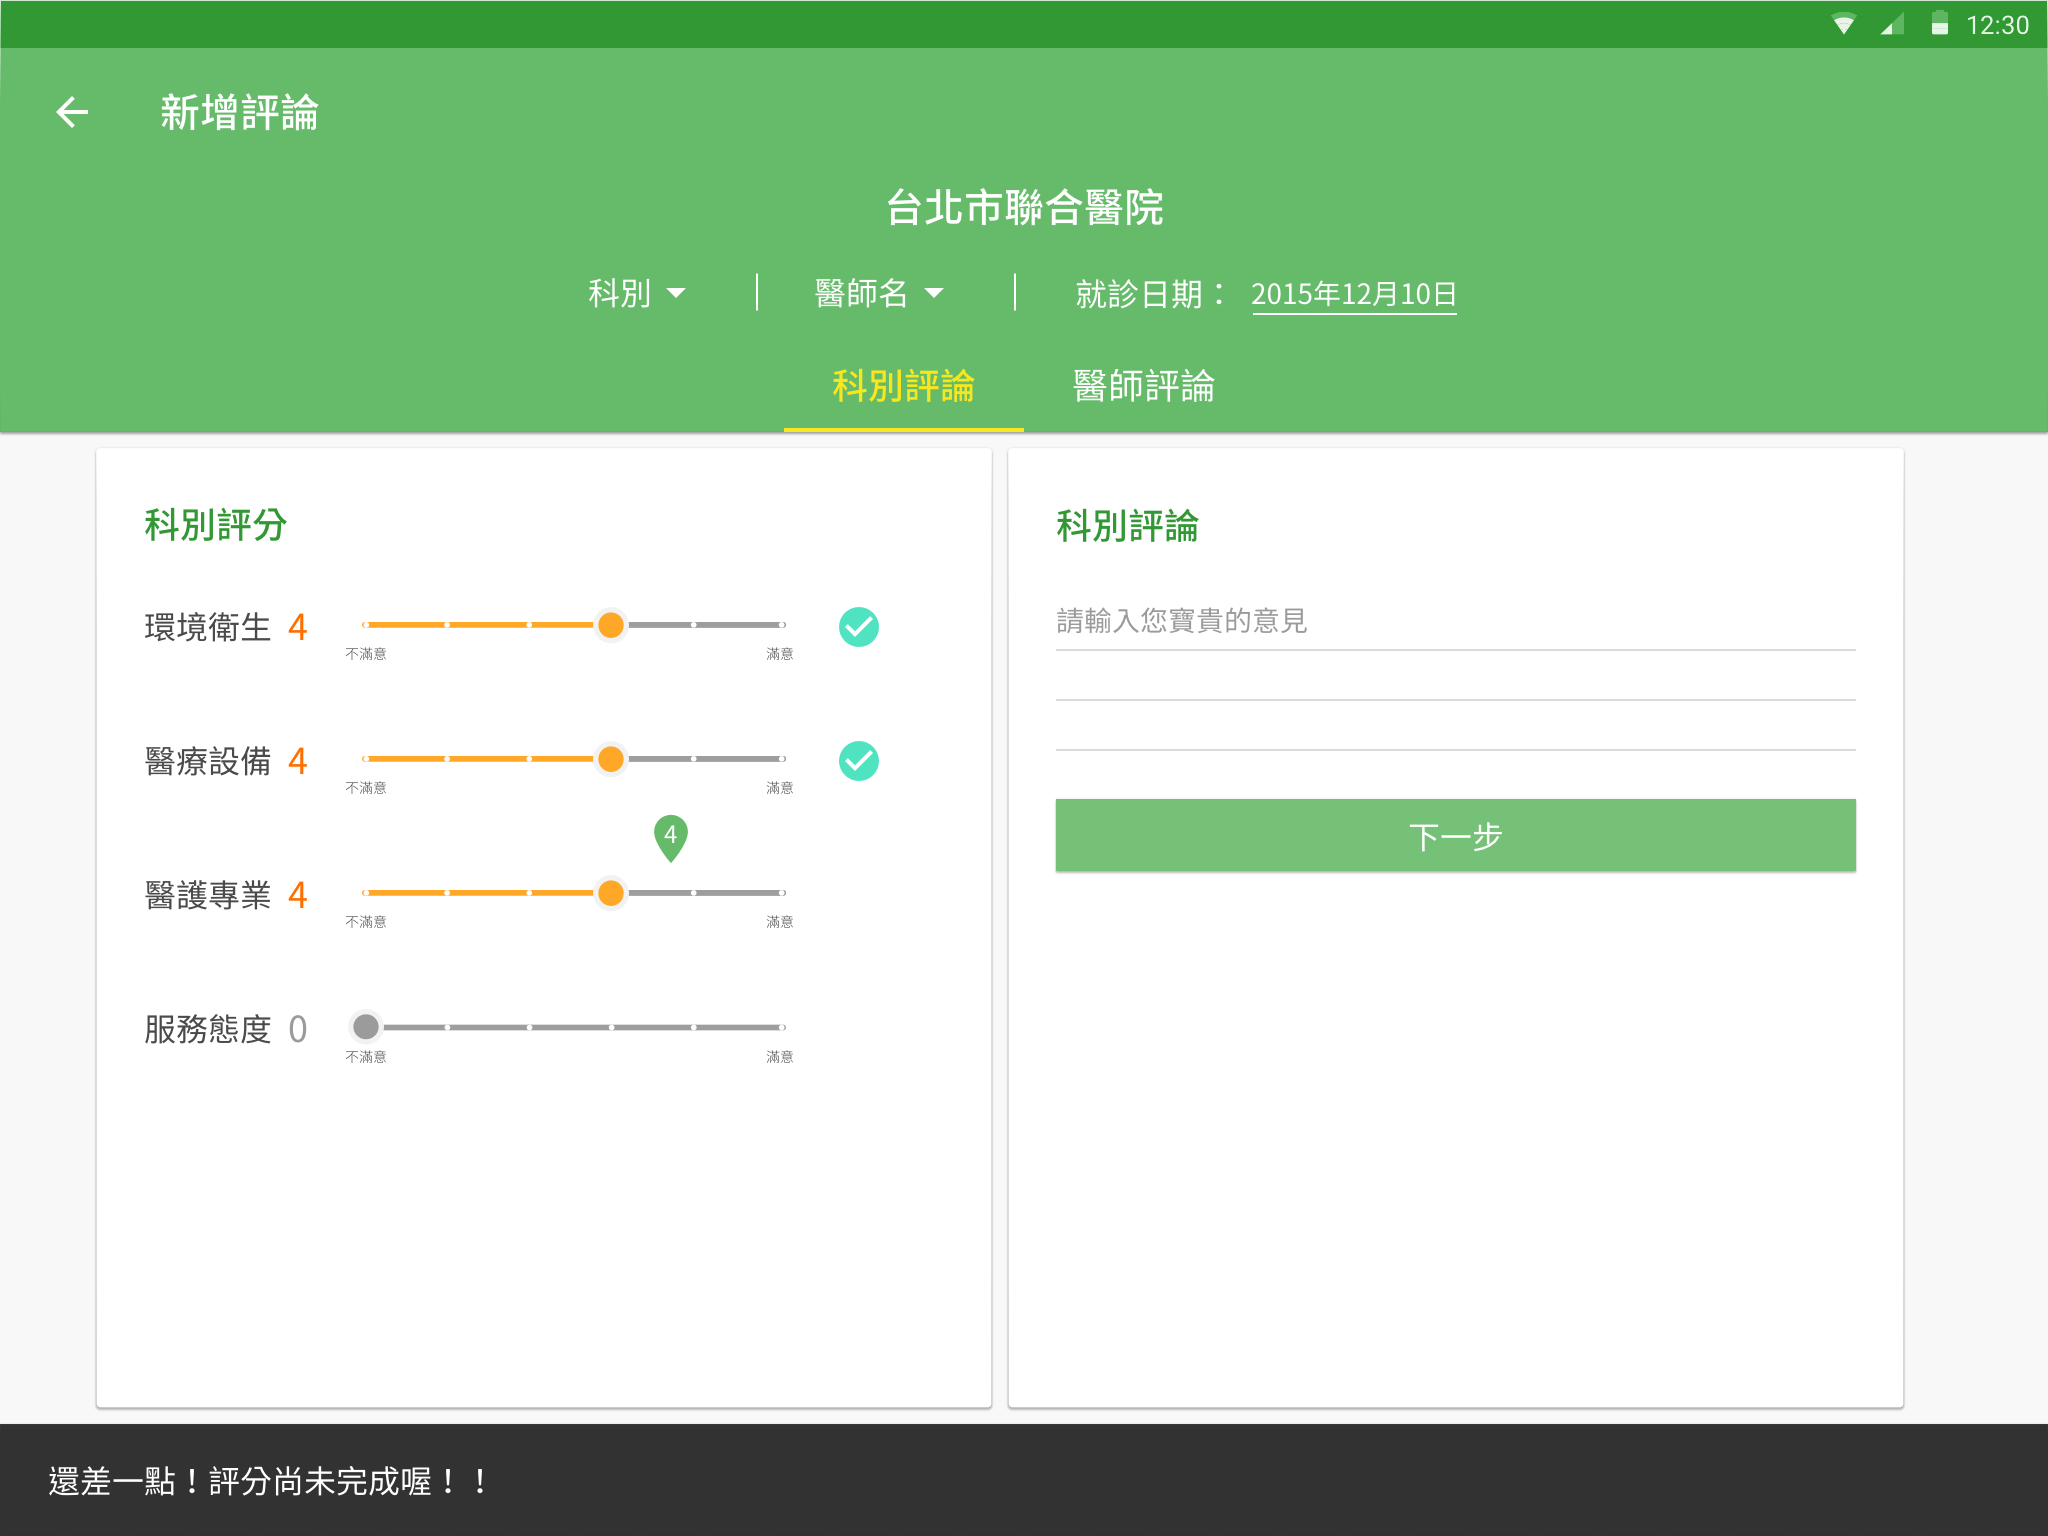 12:30
新增評論
台北市聯合醫院
科別 醫師名 就診日期： 2015年12月10日
科別評論 醫師評論
科別評分
環境衛生 4
不滿意 滿意
醫療設備 4
不滿意 滿意
4
醫護專業 4
不滿意 滿意
服務態度 0
不滿意 滿意
科別評論
請輸入您寶貴的意見
下一步
還差一點！評分尚未完成喔！！